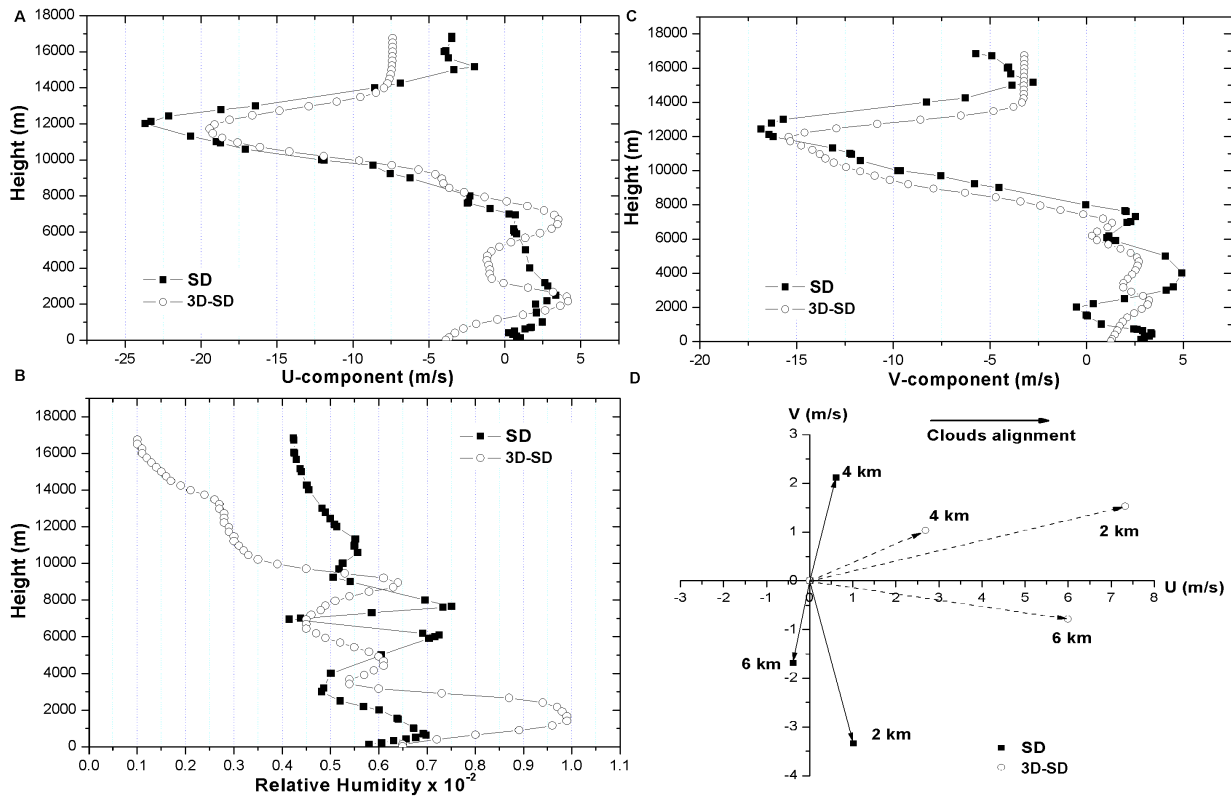 A
18000
16000
14000
12000
10000
8000
6000
4000
2000
0
Height (m)
SD
3D-SD
-25 -20 -15 -10 -5 0 5
U-component (m/s)
C
18000
16000
14000
12000
10000
8000
6000
4000
2000
0
Height (m)
SD
3D-SD
-20 -15 -10 -5 0 5
V-component (m/s)
B
18000
16000
14000
12000
10000
8000
6000
4000
2000
0
Height (m)
SD
3D-SD
0.0 0.1 0.2 0.3 0.4 0.5 0.6 0.7 0.8 0.9 1.0 1.1
Relative Humidity x 10-2
D
V (m/s)
Clouds alignment
3
2
1
0
-1
-2
-3
-4
4 km
4 km
2 km
-3 -2 -1 0 1 2 3 4 5 6 7 8
U (m/s)
6 km
6 km
2 km
SD
3D-SD